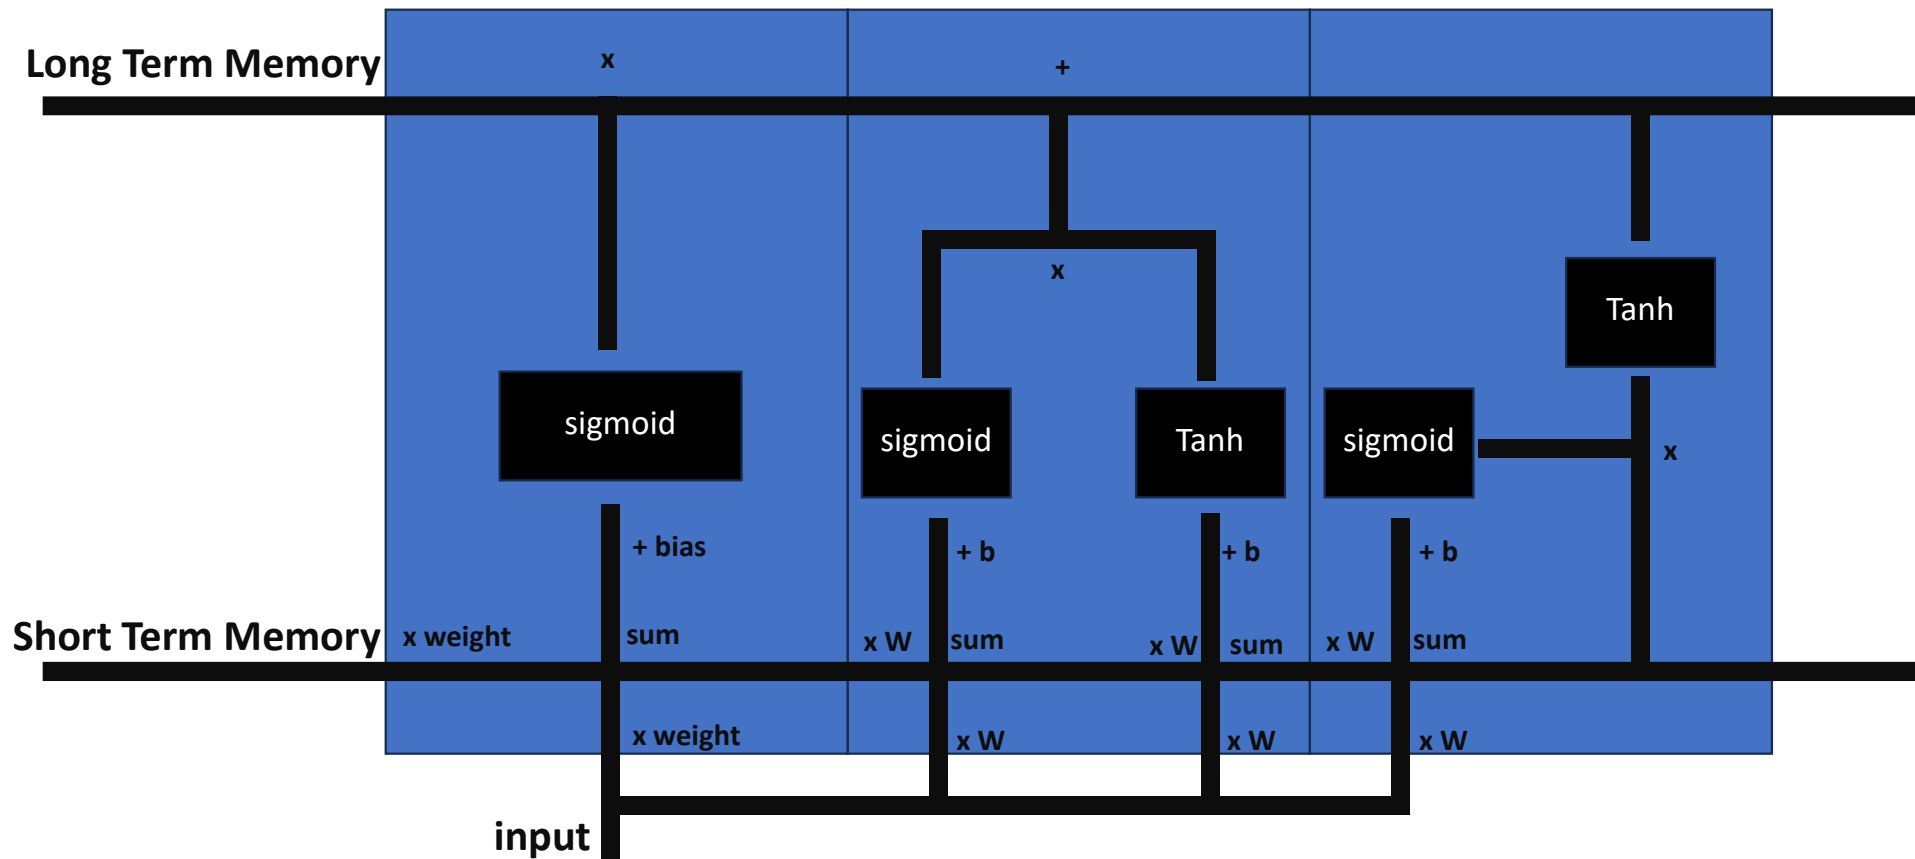 Long Term Memory
x
+
x
Tanh
sigmoid
sigmoid
Tanh
sigmoid
x
+ bias
+ b
+ b
+ b
Short Term Memory
x weight
sum
x W
sum
x W
sum
x W
sum
x weight
x W
x W
x W
input